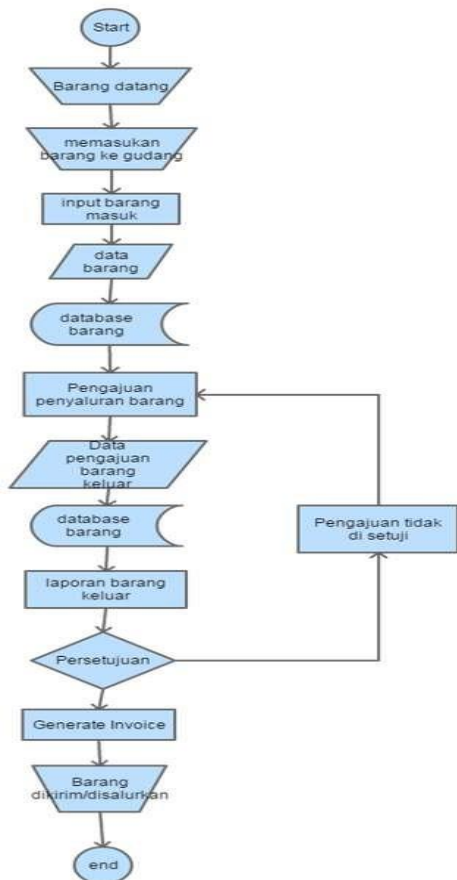 Start
Barang datang
memasukan
barang ke gudang
input barang
masuk
data
barang
database
barang
Pengajuan
penyaluran barang
Data
pengajuan
barang
keluar
database
barang
Pengajuan tidak
di setuji
laporan barang
keluar
Persetujuan
Generate Invoice
Barang
dikirim/disalurkan
end